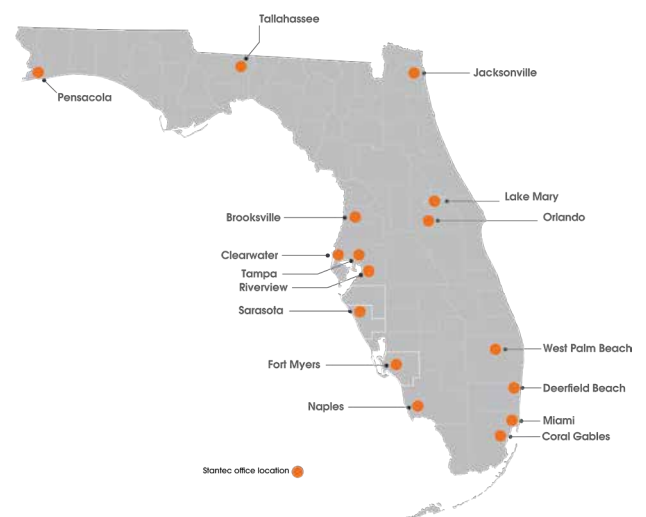 Tallahassee
Jacksonville
Pensacola
Lake Mary
Brooksville
Orlando
Clearwater
Tampa
Riverview
Sarasota
West Palm Beach
Fort Myers
Deerfield Beach
Naples
Miami
Coral Gables
Stantec office location